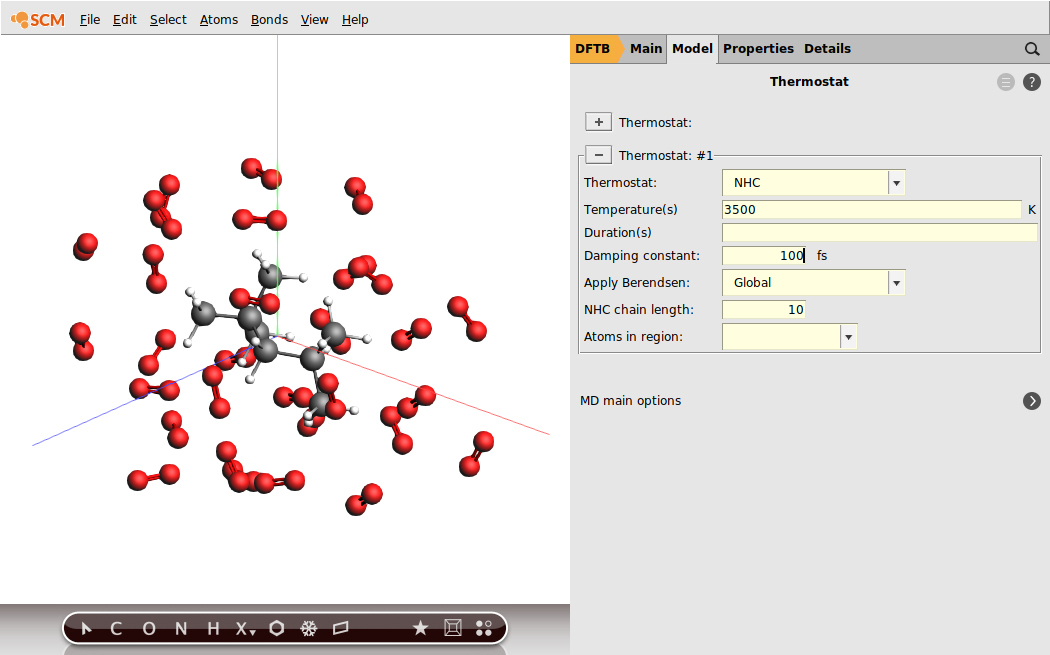 SCM File Edit Select Atoms Bonds View Help
DFTB Main Model Properties Details
Thermostat
?
+ Thermostat:
− Thermostat: #1
Thermostat: NHC
Temperature(s) 3500 K
Duration(s)
Damping constant: 100 fs
Apply Berendsen: Global
NHC chain length: 10
Atoms in region:
MD main options
C O N H X